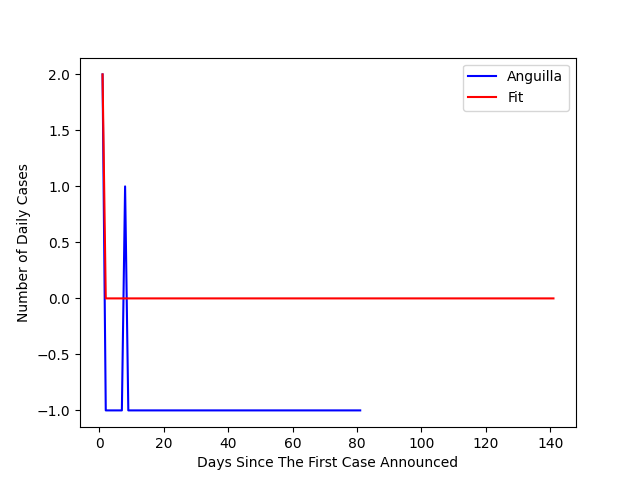 Anguilla
Fit
2.0
1.5
1.0
0.5
0.0
−0.5
−1.0
Number of Daily Cases
0 20 40 60 80 100 120 140
Days Since The First Case Announced